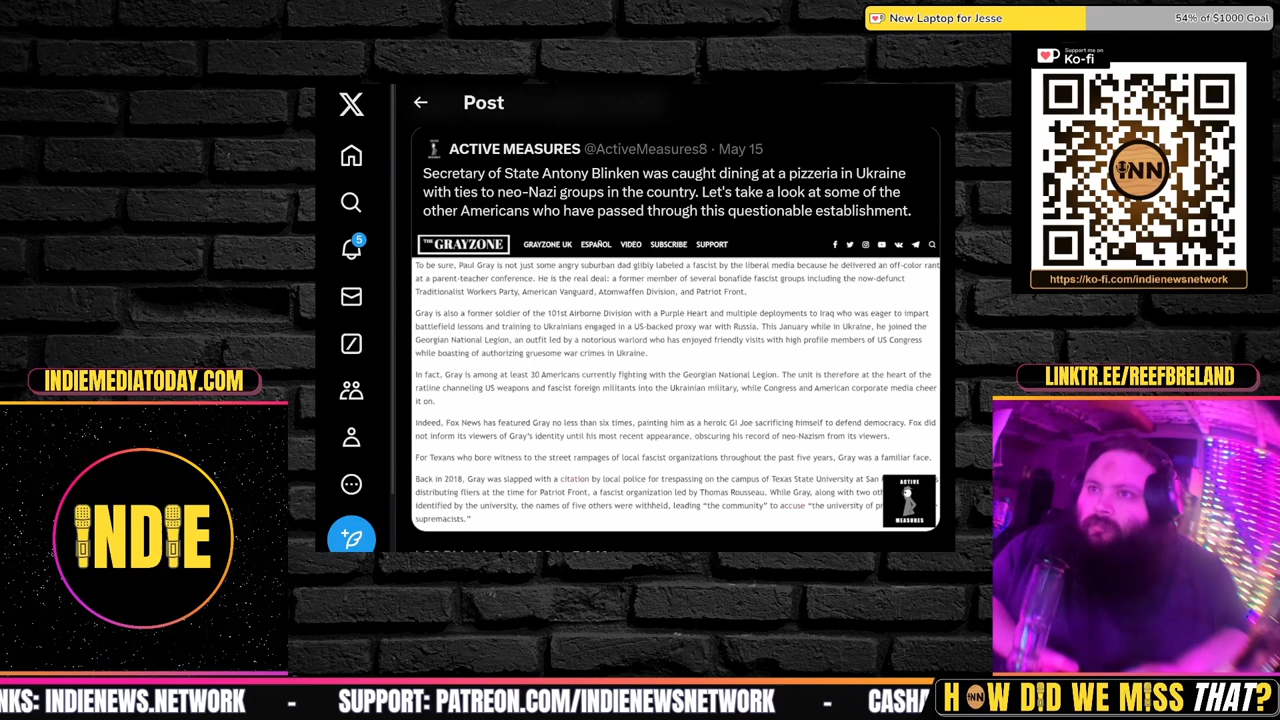 New Laptop for Jesse
54% of $1000 Goal
Support me on
Ko-fi
INN
https://ko-fi.com/indienewsnetwork
Post
5
ACTIVE MEASURES @ActiveMeasures8 · May 15
Secretary of State Antony Blinken was caught dining at a pizzeria in Ukraine
with ties to neo-Nazi groups in the country. Let's take a look at some of the
other Americans who have passed through this questionable establishment.
THE GRAYZONE
GRAYZONE UK ESPAÑOL VIDEO SUBSCRIBE SUPPORT
To be sure, Paul Gray is not just some angry suburban dad glibly labeled a fascist by the liberal media because he delivered an off-color rant
at a parent-teacher conference. He is the real deal: a former member of several bonafide fascist groups including the now-defunct
Traditionalist Workers Party, American Vanguard, Atomwaffen Division, and Patriot Front.
Gray is also a former soldier of the 101st Airborne Division with a Purple Heart and multiple deployments to Iraq who was eager to impart
battlefield lessons and training to Ukrainians engaged in a US-backed proxy war with Russia. This January while in Ukraine, he joined the
Georgian National Legion, an outfit led by a notorious warlord who has enjoyed friendly visits with high profile members of US Congress
while boasting of authorizing gruesome war crimes in Ukraine.
In fact, Gray is among at least 30 Americans currently fighting with the Georgian National Legion. The unit is therefore at the heart of the
ratline channeling US weapons and fascist foreign militants into the Ukrainian military, while Congress and American corporate media cheer
it on.
Indeed, Fox News has featured Gray no less than six times, painting him as a heroic GI Joe sacrificing himself to defend democracy. Fox did
not inform its viewers of Gray's identity until his most recent appearance, obscuring his record of neo-Nazism from its viewers.
For Texans who bore witness to the street rampages of local fascist organizations throughout the past five years, Gray was a familiar face.
Back in 2018, Gray was slapped with a citation by local police for trespassing on the campus of Texas State University at San
distributing fliers at the time for Patriot Front, a fascist organization led by Thomas Rousseau. While Gray, along with two
identified by the university, the names of five others were withheld, leading "the community" to accuse "the university of
supremacists."
ACTIVE
MEASURES
INDIEMEDIATODAY.COM
LINKTR.EE/REEFBRELAND
INDIE
NKS: INDIENEWS.NETWORK - SUPPORT: PATREON.COM/INDIENEWSNETWORK - CASHA
HOW DID WE MISS THAT?